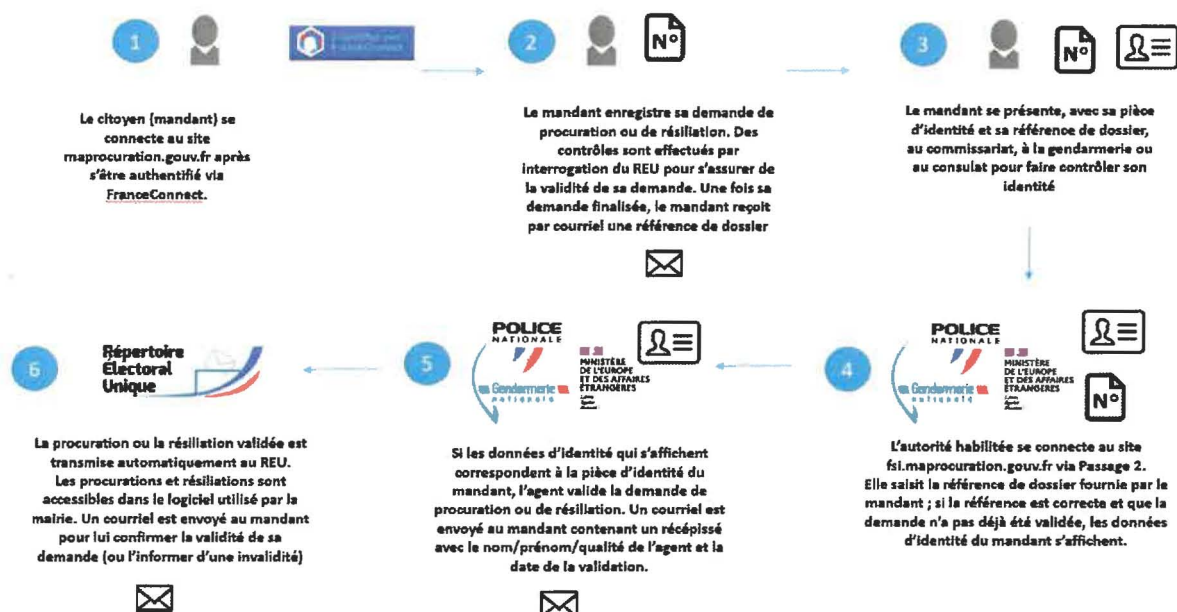 1
2
N°
3
N°
Le citoyen (mandant) se
connecte au site
maprocuration.gouv.fr après
s'être authentifié via
FranceConnect.
Le mandant enregistre sa demande de
procuration ou de résiliation. Des
contrôles sont effectués par
interrogation du REU pour s'assurer de
la validité de sa demande. Une fois sa
demande finalisée, le mandant reçoit
par courriel une référence de dossier
Le mandant se présente, avec sa pièce
d'identité et sa référence de dossier,
au commissariat, à la gendarmerie ou
au consulat pour faire contrôler son
identité
4
POLICE
NATIONALE
Gendarmerie
nationale
MINISTÈRE
DE L'EUROPE
ET DES AFFAIRES
ÉTRANGÈRES
N°
L'autorité habilitée se connecte au site
fsi.maprocuration.gouv.fr via Passage 2.
Elle saisit la référence de dossier fournie par le
mandant ; si la référence est correcte et que la
demande n'a pas déjà été validée, les données
d'identité du mandant s'affichent.
5
POLICE
NATIONALE
Gendarmerie
nationale
MINISTÈRE
DE L'EUROPE
ET DES AFFAIRES
ÉTRANGÈRES
Si les données d'identité qui s'affichent
correspondent à la pièce d'identité du
mandant, l'agent valide la demande de
procuration ou de résiliation. Un courriel est
envoyé au mandant contenant un récépissé
avec le nom/prénom/qualité de l'agent et la
date de la validation.
6
Répertoire
Électoral
Unique
La procuration ou la résiliation validée est
transmise automatiquement au REU.
Les procurations et résiliations sont
accessibles dans le logiciel utilisé par la
mairie. Un courriel est envoyé au mandant
pour lui confirmer la validité de sa
demande (ou l'informer d'une invalidité)